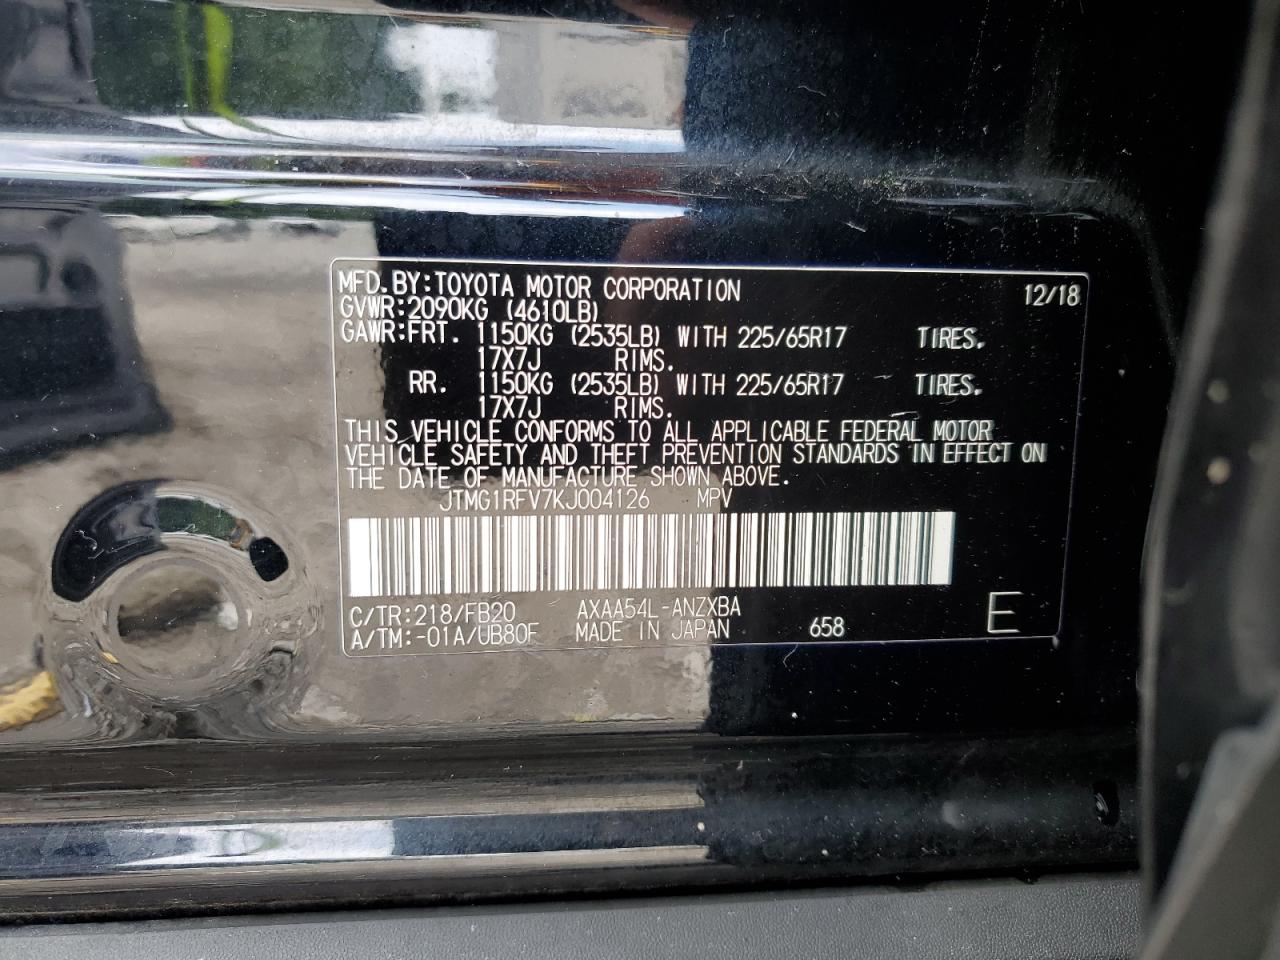 MFD.BY:TOYOTA MOTOR CORPORATION 12/18
GVWR:2090KG (4610LB)
GAWR:FRT. 1150KG (2535LB) WITH 225/65R17 TIRES.
17X7J RIMS.
RR. 1150KG (2535LB) WITH 225/65R17 TIRES.
17X7J RIMS.
THIS VEHICLE CONFORMS TO ALL APPLICABLE FEDERAL MOTOR
VEHICLE SAFETY AND THEFT PREVENTION STANDARDS IN EFFECT ON
THE DATE OF MANUFACTURE SHOWN ABOVE.
JTMG1RFV7KJ004126 MPV
C/TR:218/FB20 AXAA54L-ANZXBA
A/TM:-01A/UB80F MADE IN JAPAN 658 E